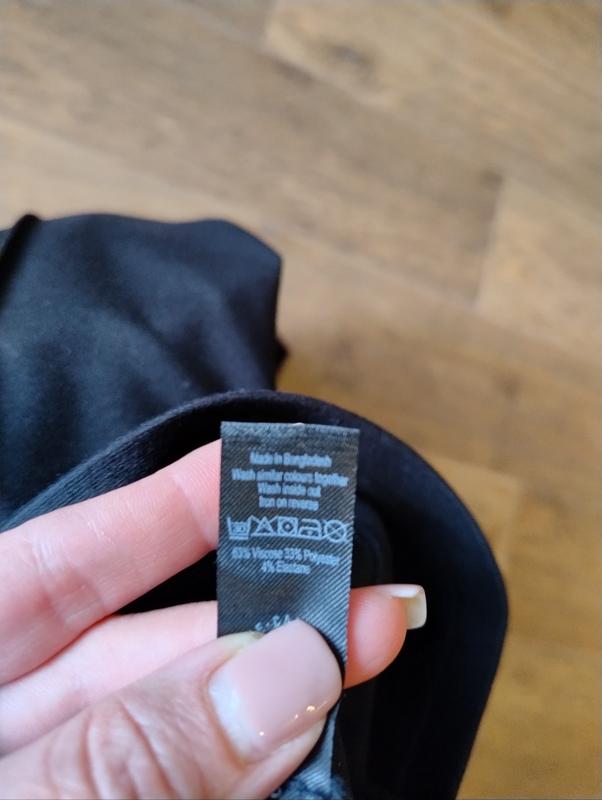 Made in Bangladesh
Wash similar colours together
Wash inside out
Iron on reverse
30
63% Viscose 33% Polyester
4% Elastane